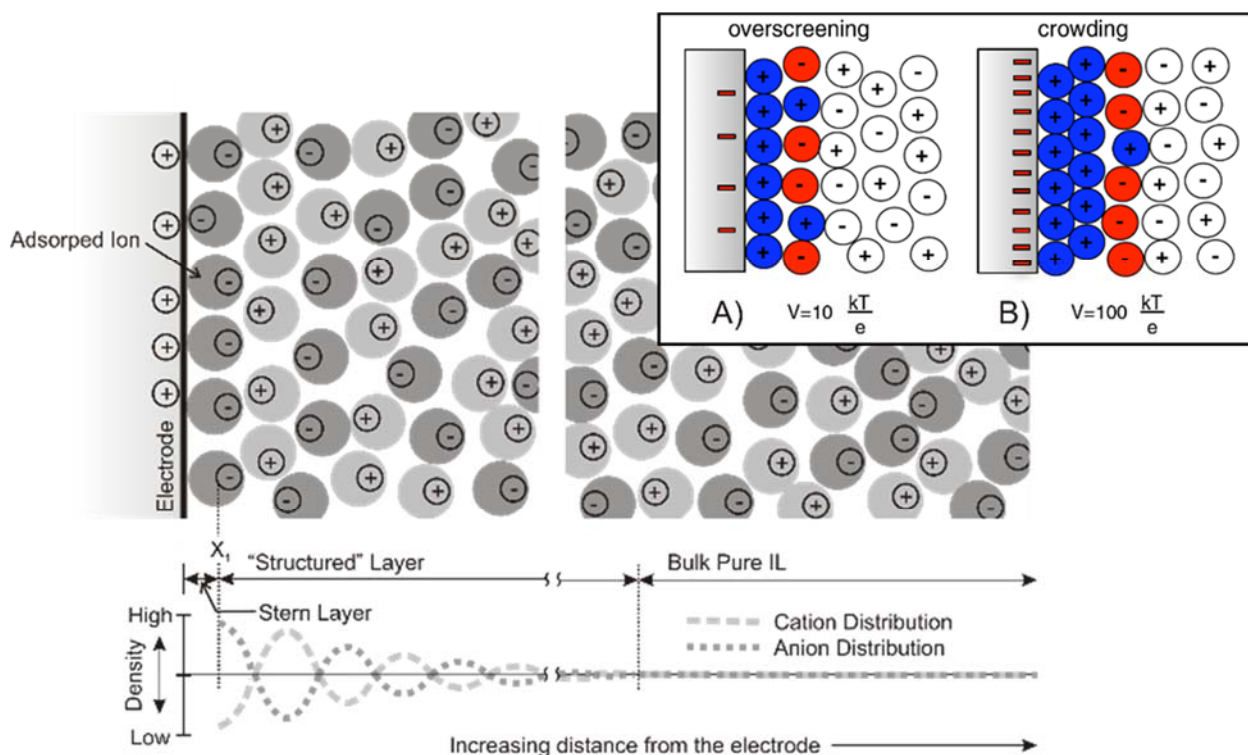 overscreening
crowding
A) V=10 kT/e
B) V=100 kT/e
Adsorbed Ion
Electrode
X1
"Structured" Layer
Bulk Pure IL
Stern Layer
High
Density
Low
Cation Distribution
Anion Distribution
Increasing distance from the electrode